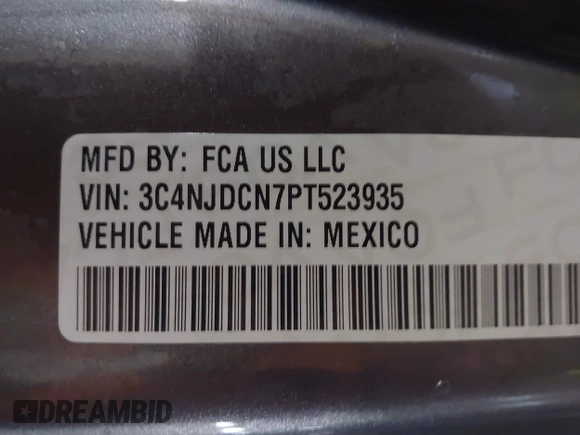 MFD BY: FCA US LLC
VIN: 3C4NJDCN7PT523935
VEHICLE MADE IN: MEXICO
DREAMBID